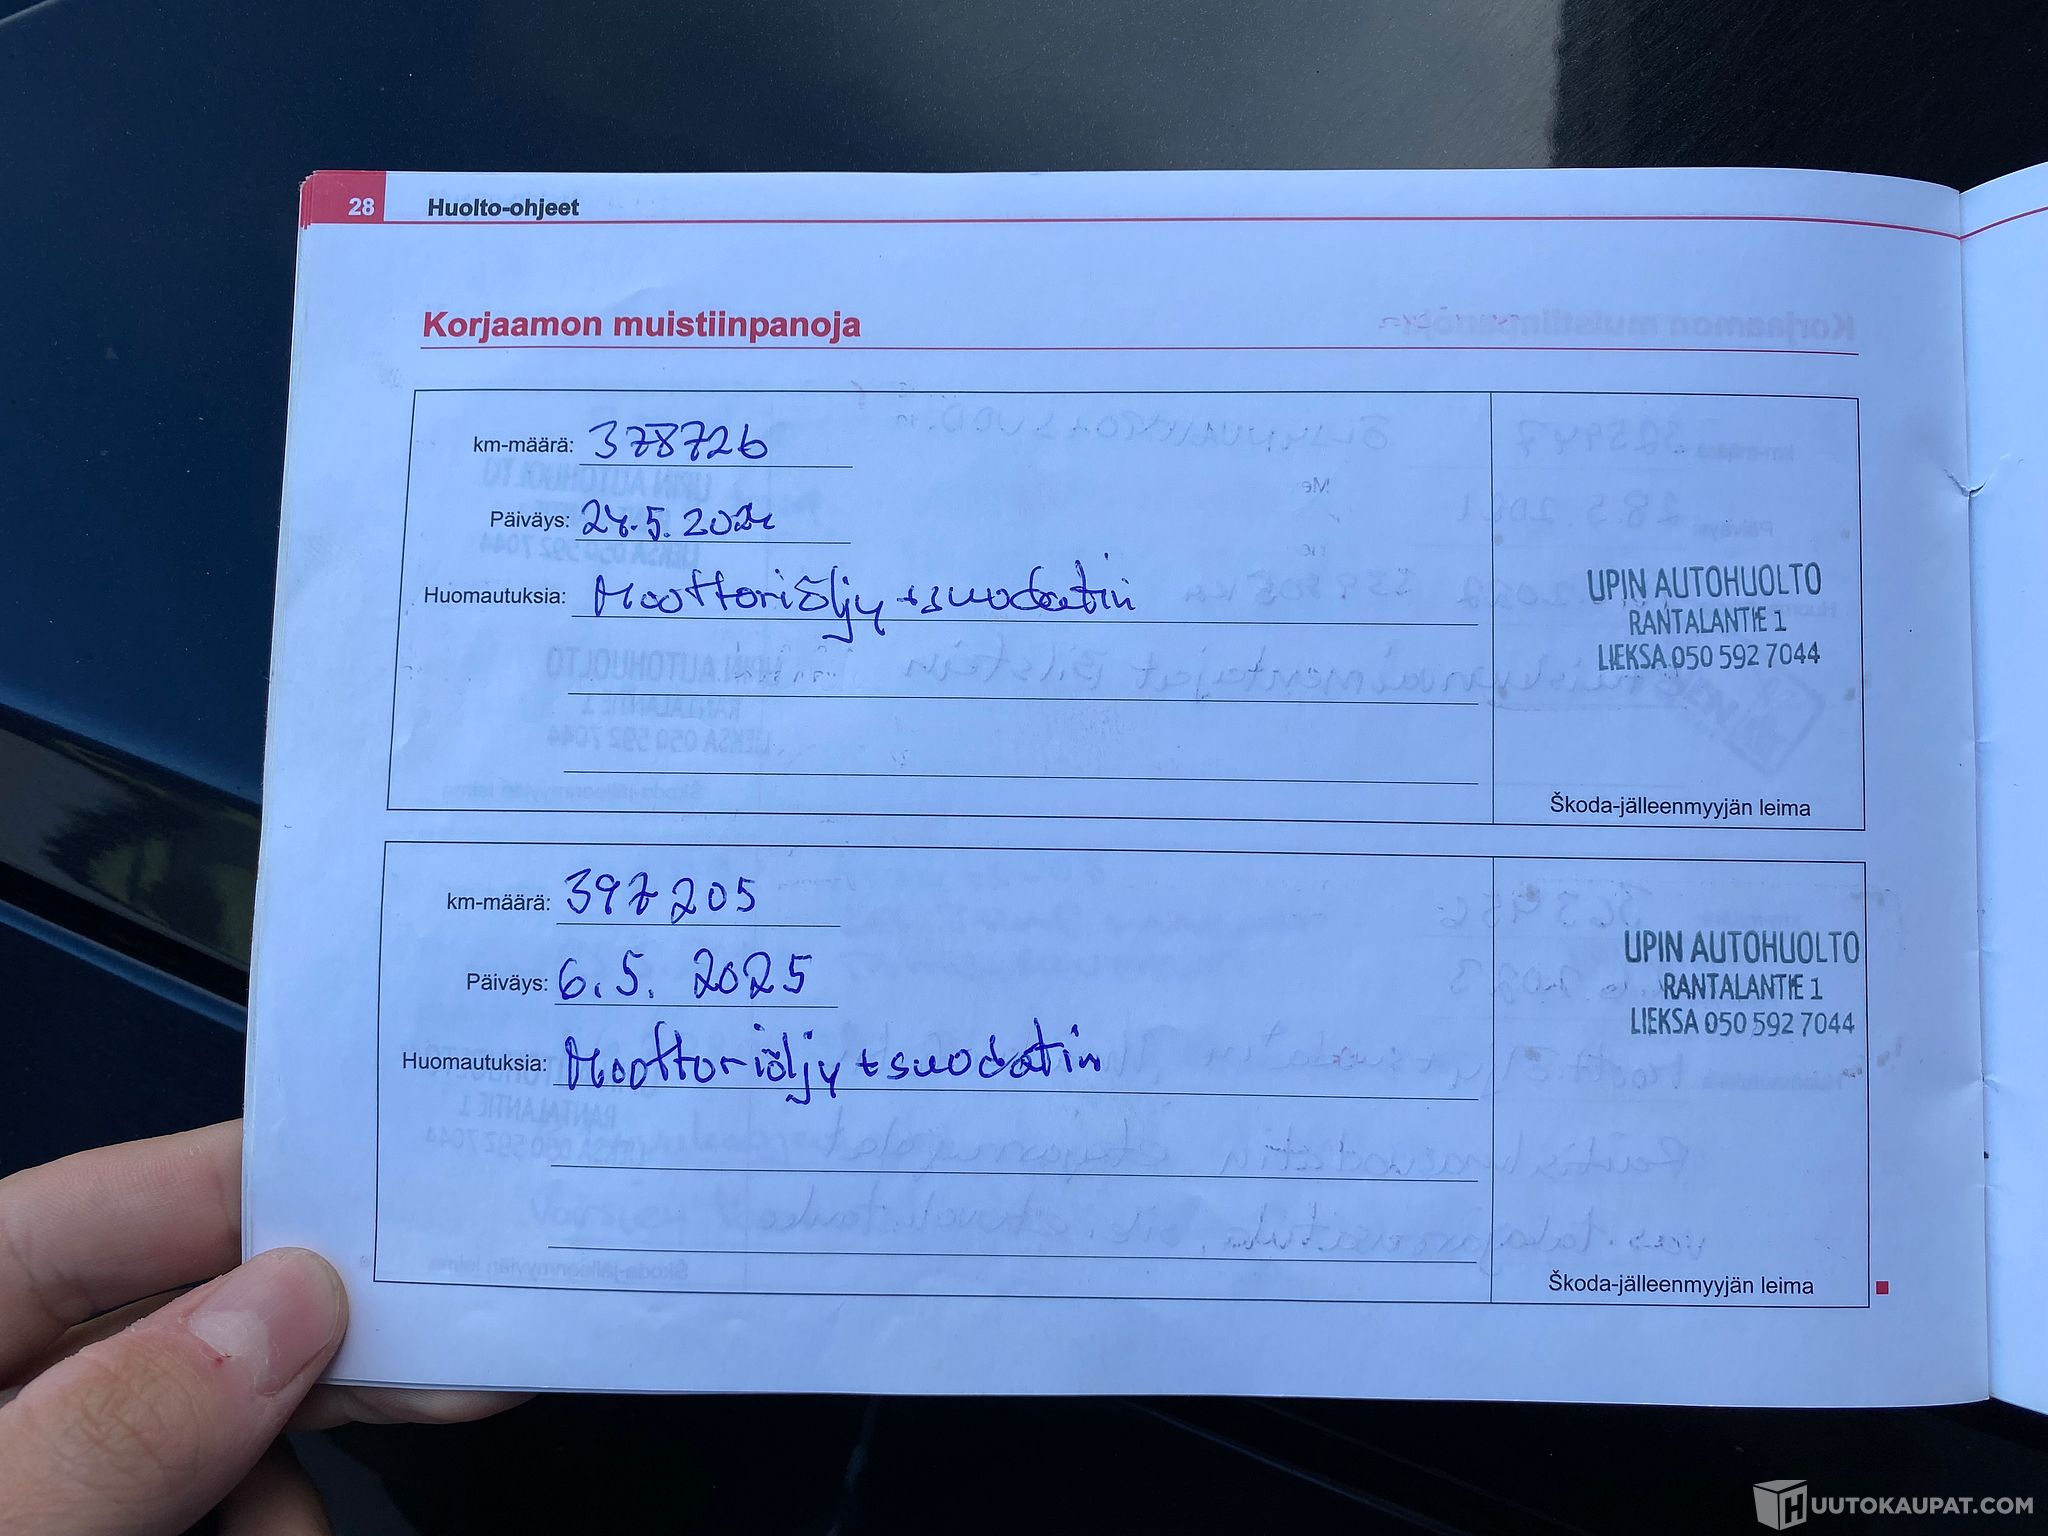 28 Huolto-ohjeet
Korjaamon muistiinpanoja
km-määrä: 378726
Päiväys: 24.5.2024
Huomautuksia: Moottoriöljy + suodatin
UPIN AUTOHUOLTO
RANTALANTIE 1
LIEKSA 050 592 7044
Škoda-jälleenmyyjän leima
km-määrä: 397205
Päiväys: 6.5. 2025
Huomautuksia: Moottoriöljy + suodatin
UPIN AUTOHUOLTO
RANTALANTIE 1
LIEKSA 050 592 7044
Škoda-jälleenmyyjän leima
HUUTOKAUPAT.COM